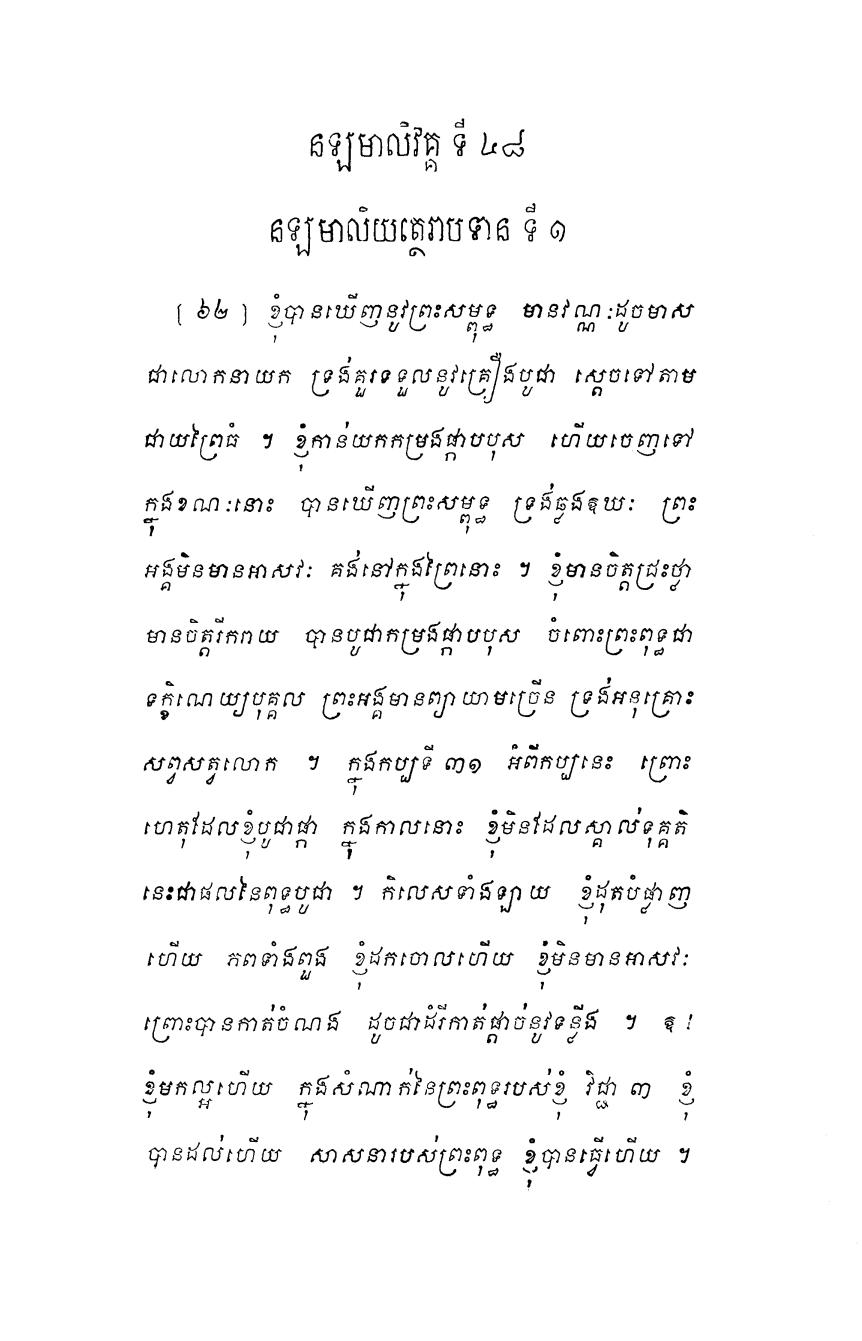 នឡមាលិវគ្គ ទី ៤៨
នឡមាលិយត្ថេរាបទាន ទី ១
[ ៦២ ] ខ្ញុំបានឃើញនូវព្រះសម្ពុទ្ធ មានវណ្ណៈដូចមាស
ជាលោកនាយក ទ្រង់គួរទទួលនូវគ្រឿងបូជា ស្តេចទៅតាម
ជាយព្រៃធំ ។ ខ្ញុំកាន់យកកម្រងផ្កាបបុស ហើយចេញទៅ
ក្នុងខណៈនោះ បានឃើញព្រះសម្ពុទ្ធ ទ្រង់ឆ្លងឱឃៈ ព្រះ
អង្គមិនមានអាសវៈ គង់នៅក្នុងព្រៃនោះ ។ ខ្ញុំមានចិត្តជ្រះថ្លា
មានចិត្តរីករាយ បានបូជាកម្រងផ្កាបបុស ចំពោះព្រះពុទ្ធជា
ទក្ខិណេយ្យបុគ្គល ព្រះអង្គមានព្យាយាមច្រើន ទ្រង់អនុគ្រោះ
សព្វសត្វលោក ។ ក្នុងកប្បទី ៣១ អំពីកប្បនេះ ព្រោះ
ហេតុដែលខ្ញុំបូជាផ្កា ក្នុងកាលនោះ ខ្ញុំមិនដែលស្គាល់ទុគ្គតិ
នេះជាផលនៃពុទ្ធបូជា ។ កិលេសទាំងឡាយ ខ្ញុំដុតបំផ្លាញ
ហើយ ភពទាំងពួង ខ្ញុំដកចោលហើយ ខ្ញុំមិនមានអាសវៈ
ព្រោះបានកាត់ចំណង ដូចជាដំរីកាត់ផ្តាច់នូវទន្លីង ។ ឱ!
ខ្ញុំមកល្អហើយ ក្នុងសំណាក់នៃព្រះពុទ្ធរបស់ខ្ញុំ វិជ្ជា ៣ ខ្ញុំ
បានដល់ហើយ សាសនារបស់ព្រះពុទ្ធ ខ្ញុំបានធ្វើហើយ ។